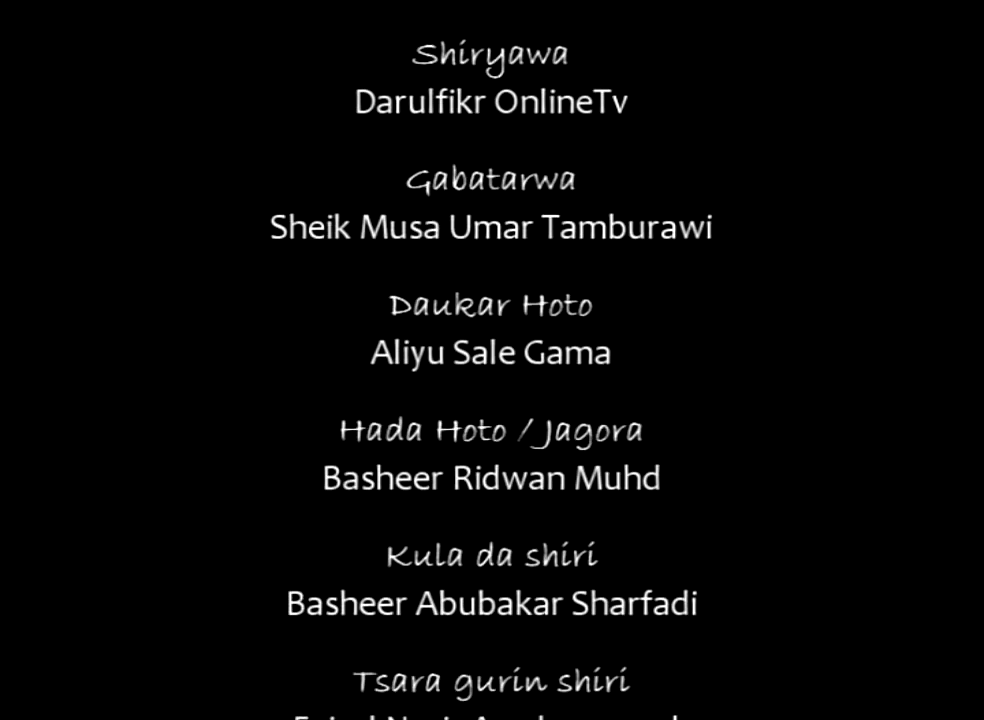 Shiryawa
Darulfikr OnlineTv
Gabatarwa
Sheik Musa Umar Tamburawi
Daukar Hoto
Aliyu Sale Gama
Hada Hoto / Jagora
Basheer Ridwan Muhd
Kula da shiri
Basheer Abubakar Sharfadi
Tsara gurin shiri